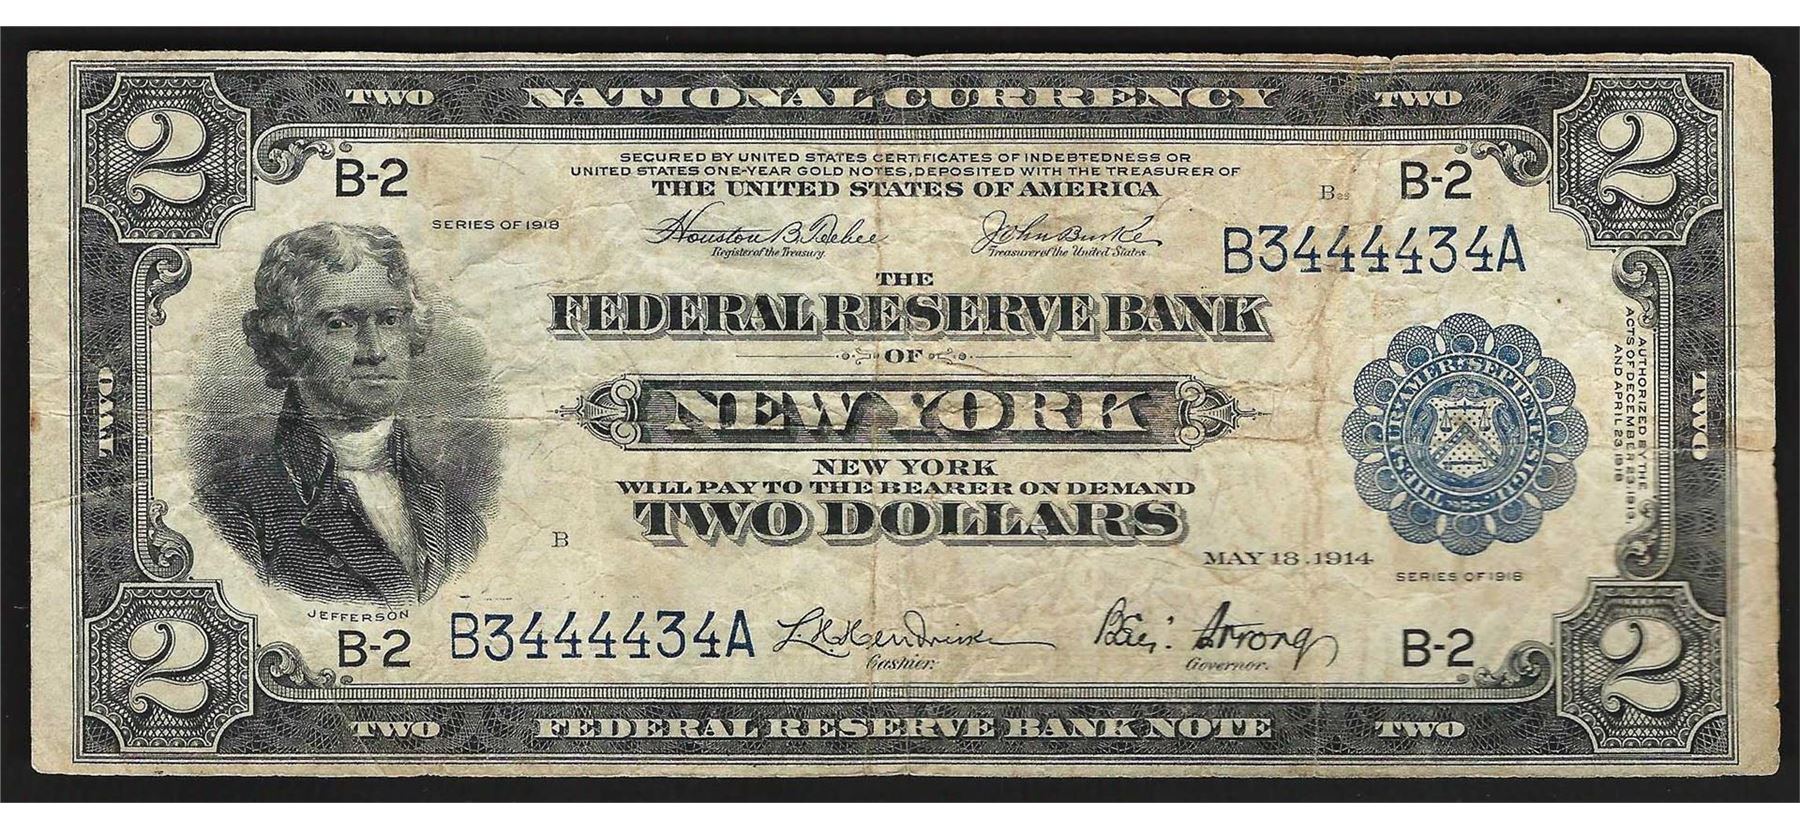 TWO NATIONAL CURRENCY TWO
2 2
B-2 B-2
SECURED BY UNITED STATES CERTIFICATES OF INDEBTEDNESS OR
UNITED STATES ONE-YEAR GOLD NOTES, DEPOSITED WITH THE TREASURER OF
THE UNITED STATES OF AMERICA
SERIES OF 1918
Houston B. Teehee
Register of the Treasury.
John Burke
Treasurer of the United States
B3444434A
THE
FEDERAL RESERVE BANK
OF
NEW YORK
NEW YORK
WILL PAY TO THE BEARER ON DEMAND
TWO DOLLARS
B
MAY 18, 1914
SERIES OF 1918
THESAUR. AMER. SEPTENT. SIGIL.
AUTHORIZED BY THE
ACTS OF DECEMBER 23, 1913,
AND APRIL 23, 1918
TWO
TWO
JEFFERSON
B-2
B3444434A
Cashier.
Benj. Strong
Governor.
B-2
2 2
TWO FEDERAL RESERVE BANK NOTE TWO